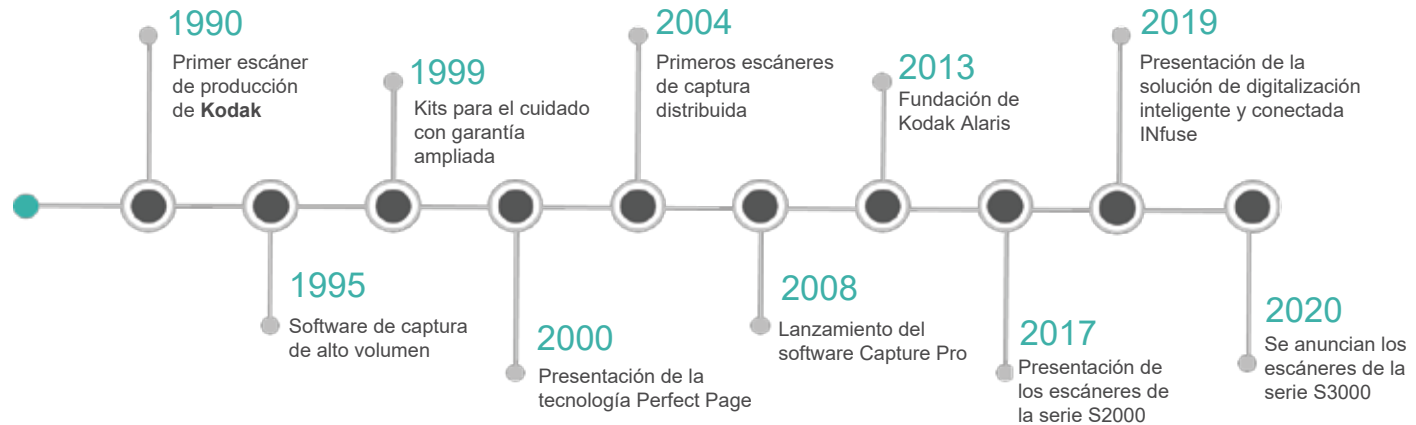 1990
Primer escáner
de producción
de Kodak
1995
Software de captura
de alto volumen
1999
Kits para el cuidado
con garantía
ampliada
2000
Presentación de la
tecnología Perfect Page
2004
Primeros escáneres
de captura
distribuida
2008
Lanzamiento del
software Capture Pro
2013
Fundación de
Kodak Alaris
2017
Presentación de
los escáneres de
la serie S2000
2019
Presentación de la
solución de digitalización
inteligente y conectada
INfuse
2020
Se anuncian los
escáneres de la
serie S3000